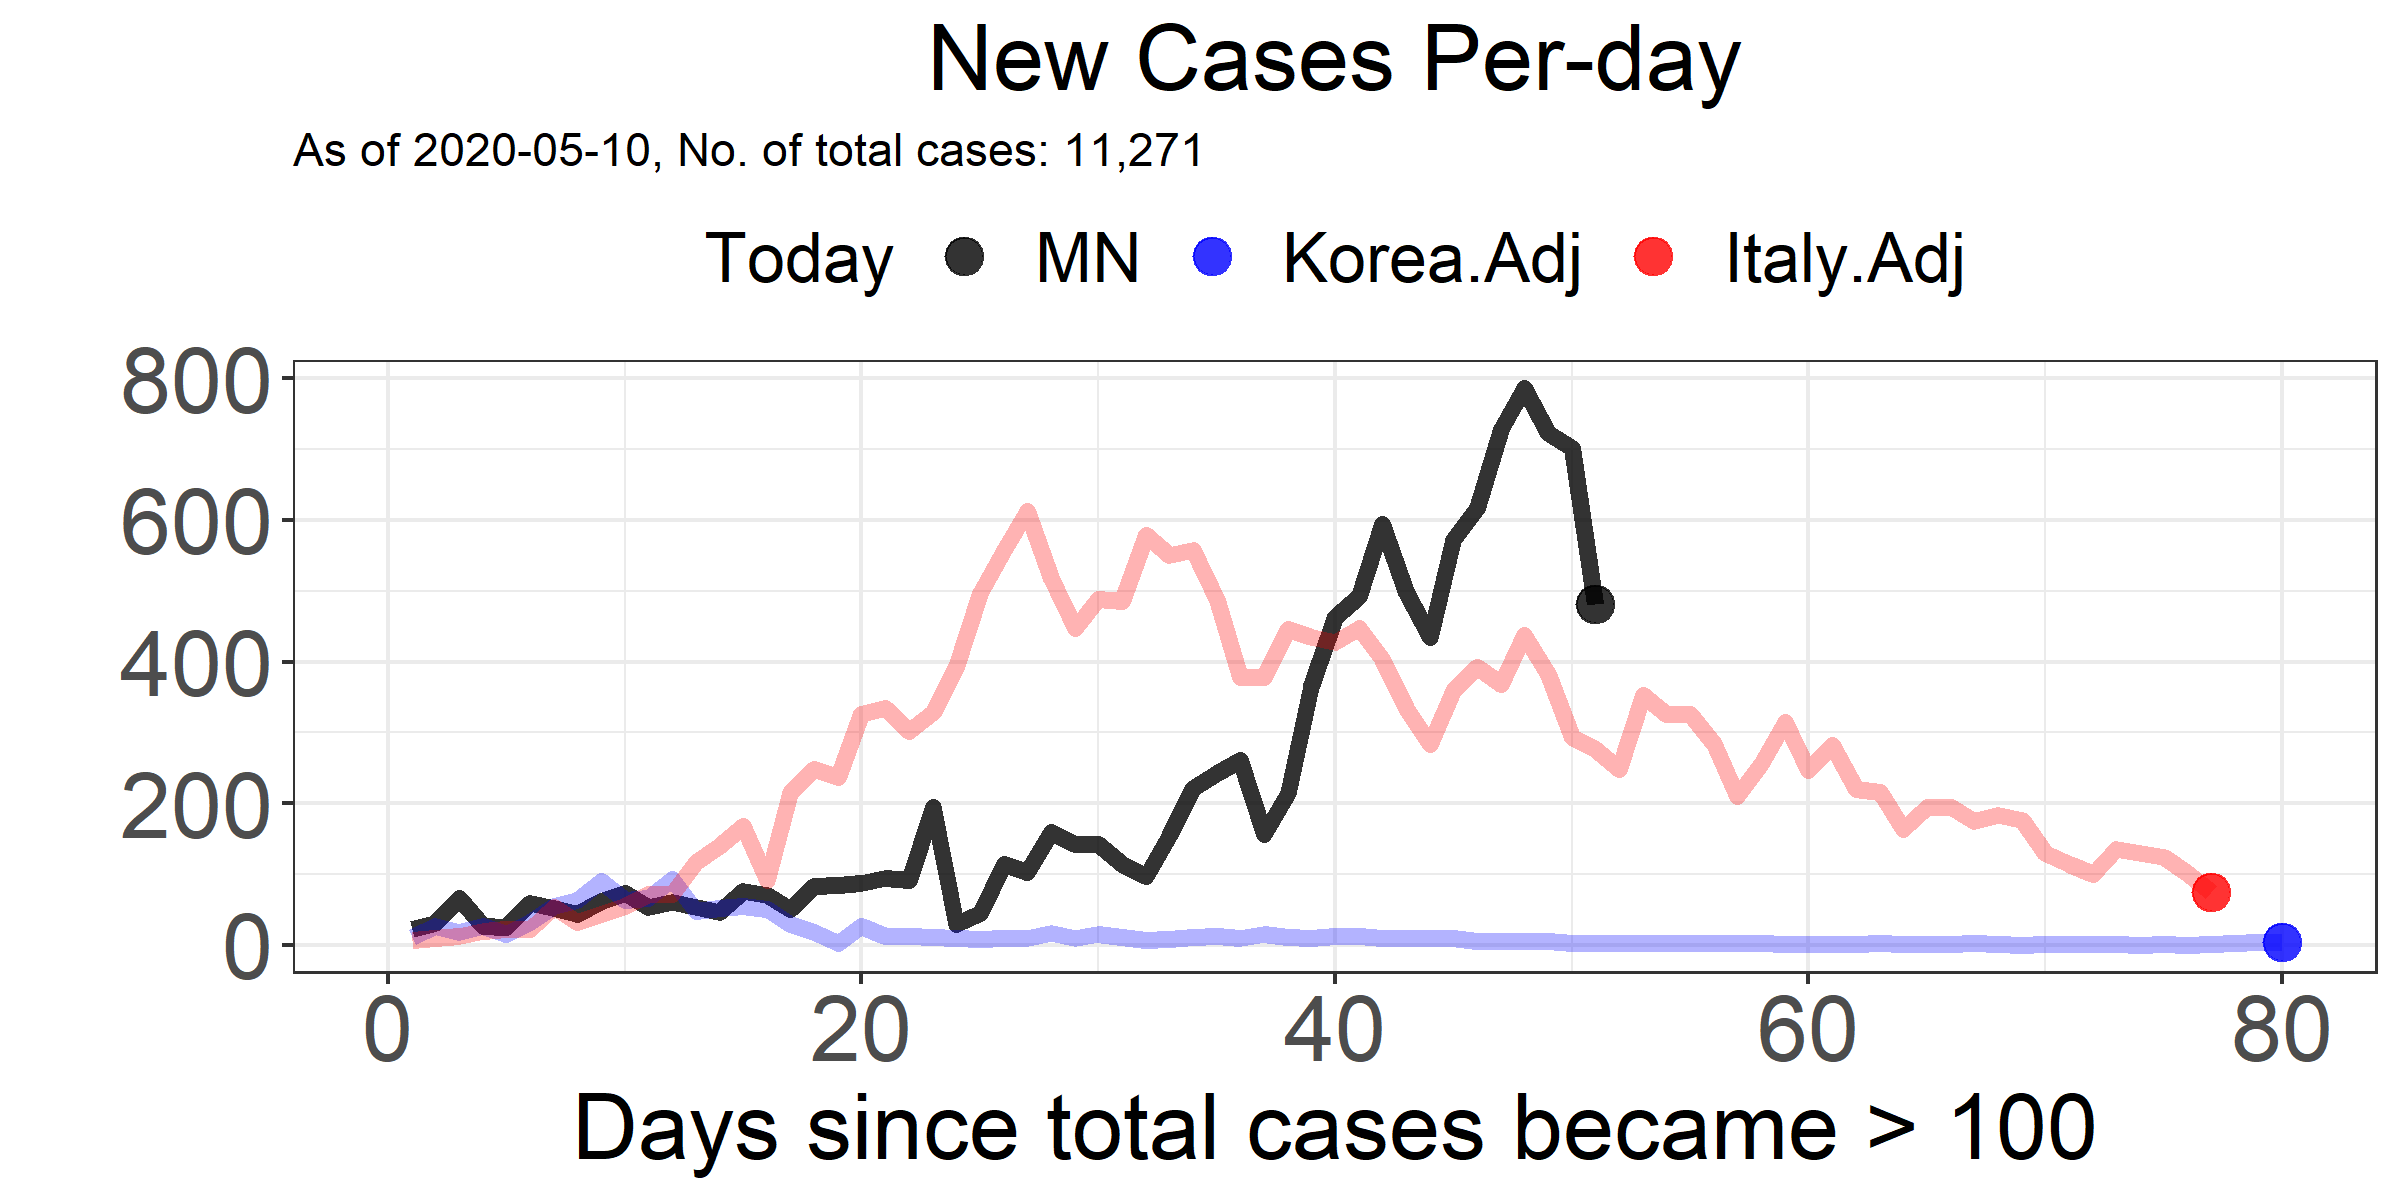 New Cases Per-day
As of 2020-05-10, No. of total cases: 11,271
Today MN Korea.Adj Italy.Adj
800
600
400
200
0
0 20 40 60 80
Days since total cases became > 100